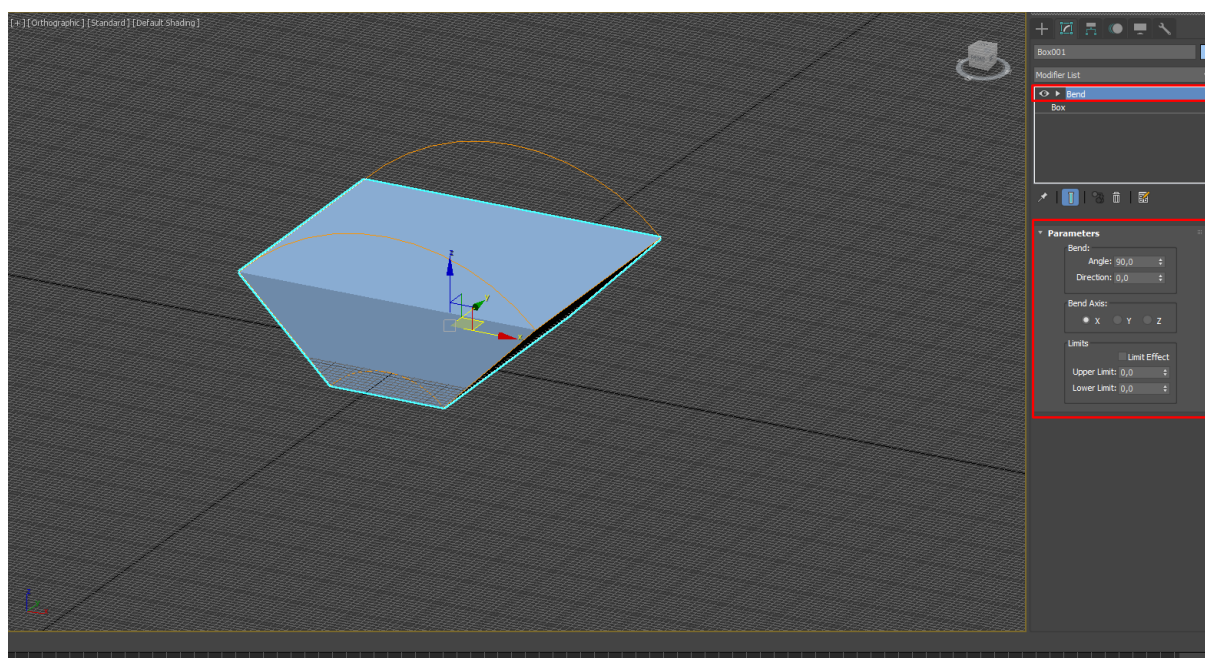 [+] [Orthographic] [Standard] [Default Shading]
Box001
Modifier List
Bend
Box
Parameters
Bend:
Angle: 90,0
Direction: 0,0
Bend Axis:
X Y Z
Limits
Limit Effect
Upper Limit: 0,0
Lower Limit: 0,0
z